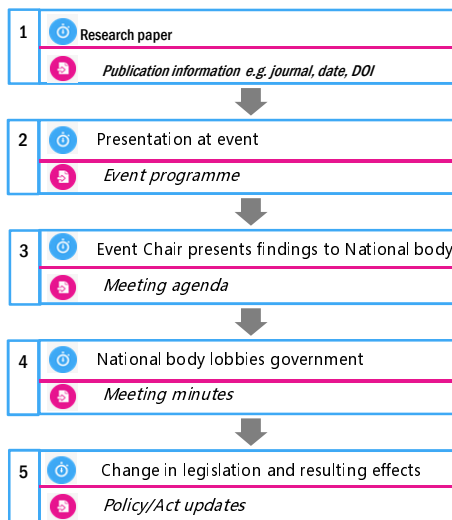 1 Research paper
Publication information e.g. journal, date, DOI
2 Presentation at event
Event programme
3 Event Chair presents findings to National body
Meeting agenda
4 National body lobbies government
Meeting minutes
5 Change in legislation and resulting effects
Policy/Act updates